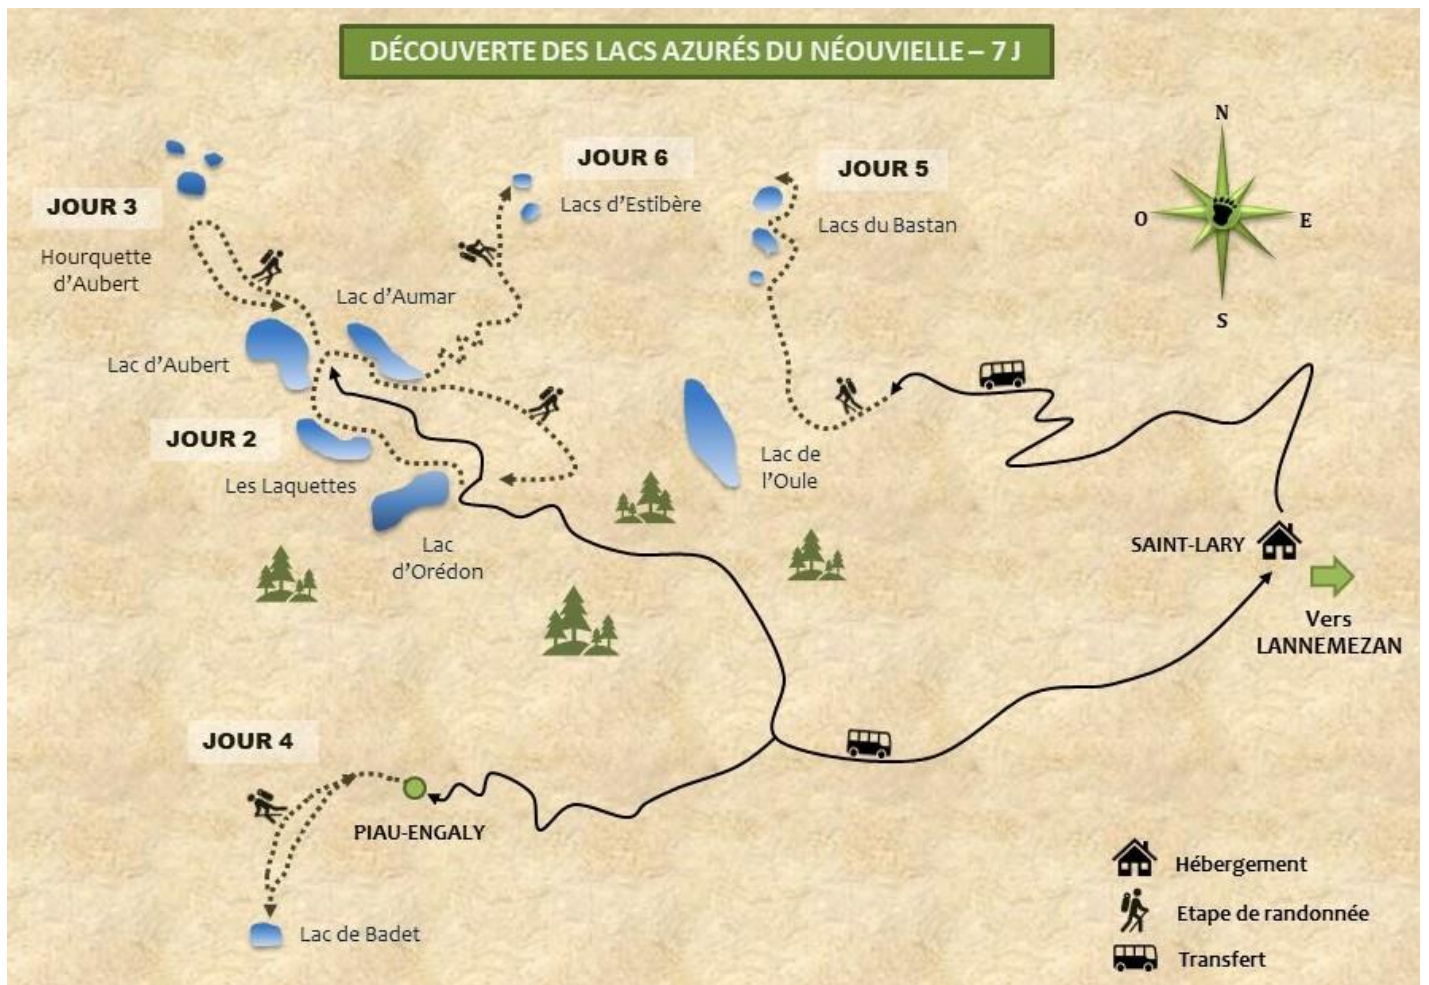 DÉCOUVERTE DES LACS AZURÉS DU NÉOUVIELLE – 7 J
N
O
E
S
JOUR 6
Lacs d'Estibère
JOUR 5
Lacs du Bastan
JOUR 3
Hourquette
d'Aubert
Lac d'Aumar
Lac d'Aubert
JOUR 2
Les Laquettes
Lac
d'Orédon
Lac de
l'Oule
SAINT-LARY
Vers
LANNEMEZAN
JOUR 4
PIAU-ENGALY
Lac de Badet
Hébergement
Etape de randonnée
Transfert